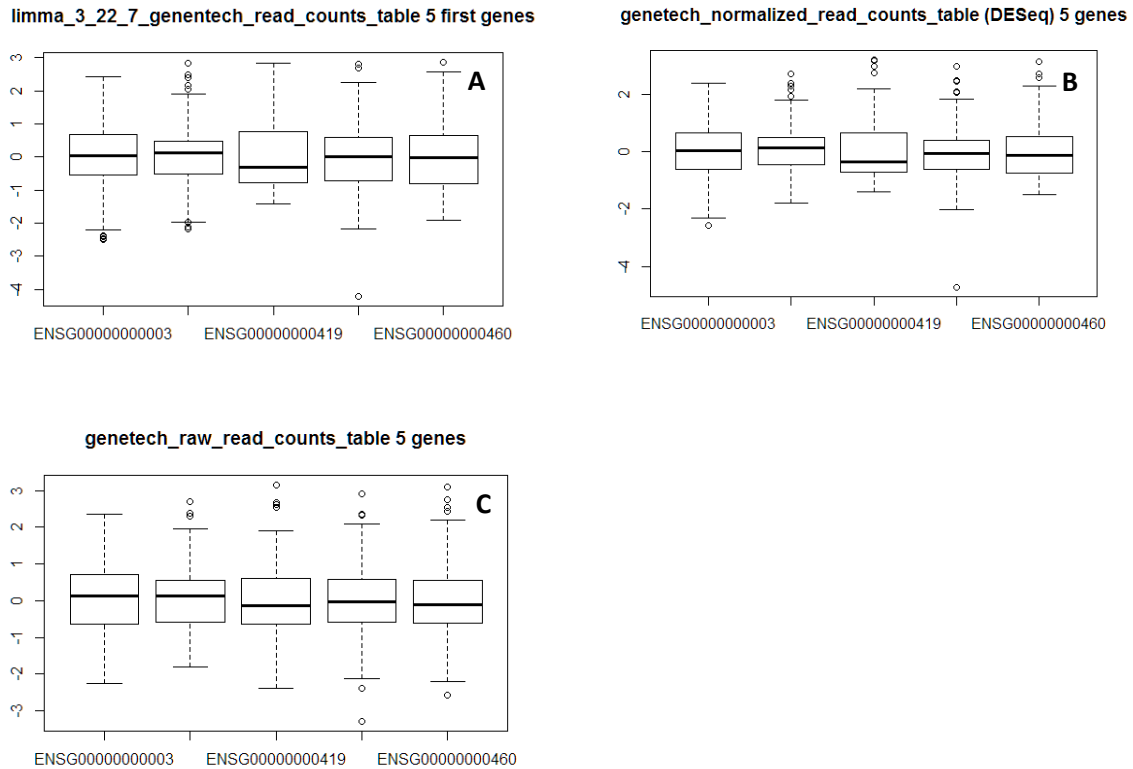 limma_3_22_7_genentech_read_counts_table 5 first genes
A
3
2
1
0
-1
-2
-3
-4
ENSG00000000003 ENSG00000000419 ENSG00000000460
genetech_normalized_read_counts_table (DESeq) 5 genes
B
2
0
-2
-4
ENSG00000000003 ENSG00000000419 ENSG00000000460
genetech_raw_read_counts_table 5 genes
C
3
2
1
0
-1
-2
-3
ENSG00000000003 ENSG00000000419 ENSG00000000460